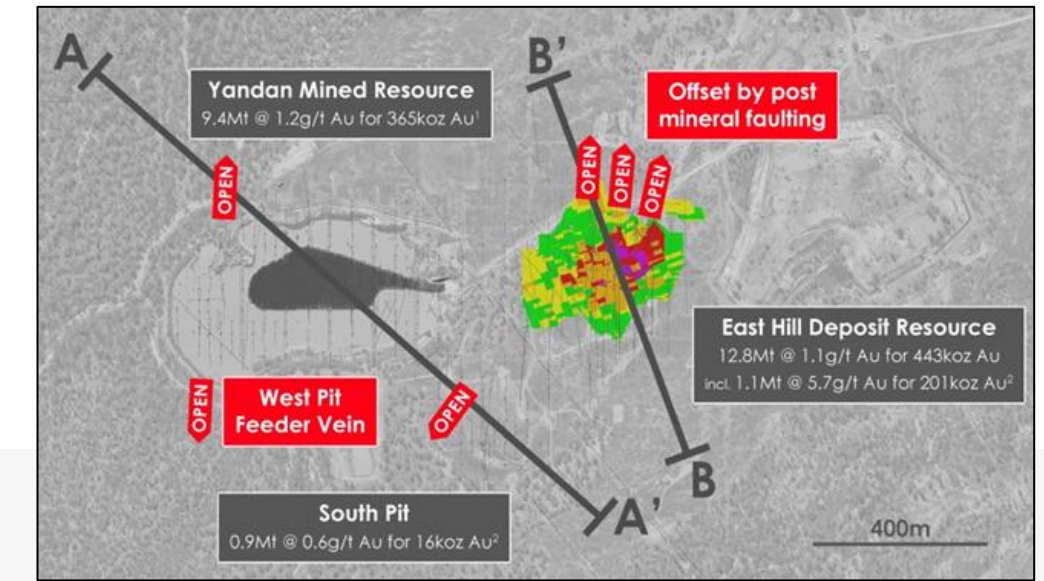 A
B'
Yandan Mined Resource
9.4Mt @ 1.2g/t Au for 365koz Au¹
Offset by post
mineral faulting
OPEN
OPEN
OPEN
OPEN
East Hill Deposit Resource
12.8Mt @ 1.1g/t Au for 443koz Au
incl. 1.1Mt @ 5.7g/t Au for 201koz Au²
OPEN
West Pit
Feeder Vein
OPEN
B
South Pit
0.9Mt @ 0.6g/t Au for 16koz Au²
A'
400m